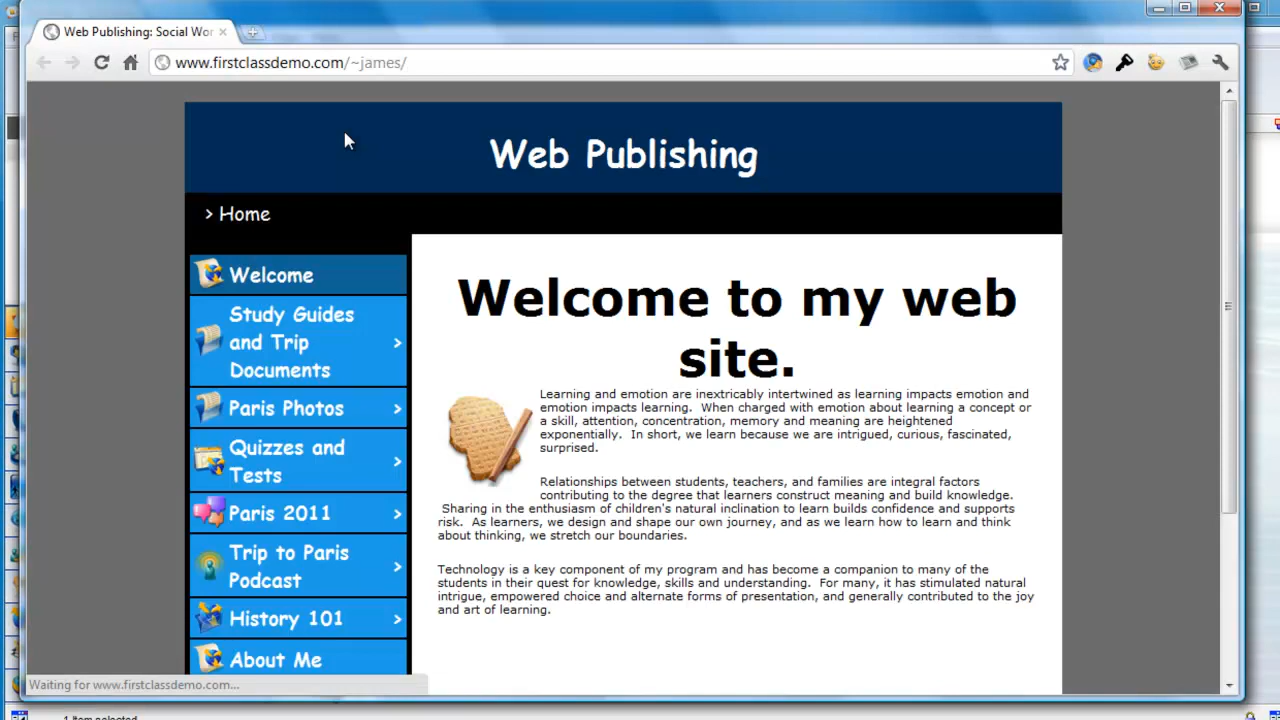 Web Publishing: Social Wor
www.firstclassdemo.com/~james/
Web Publishing
> Home
Welcome
Study Guides
and Trip
Documents
Paris Photos
Quizzes and
Tests
Paris 2011
Trip to Paris
Podcast
History 101
About Me
Welcome to my web
site.
Learning and emotion are inextricably intertwined as learning impacts emotion and
emotion impacts learning.  When charged with emotion about learning a concept or
a skill, attention, concentration, memory and meaning are heightened
exponentially.  In short, we learn because we are intrigued, curious, fascinated,
surprised.
Relationships between students, teachers, and families are integral factors
contributing to the degree that learners construct meaning and build knowledge.
Sharing in the enthusiasm of children's natural inclination to learn builds confidence and supports
risk.  As learners, we design and shape our own journey, and as we learn how to learn and think
about thinking, we stretch our boundaries.
Technology is a key component of my program and has become a companion to many of the
students in their quest for knowledge, skills and understanding.  For many, it has stimulated natural
intrigue, empowered choice and alternate forms of presentation, and generally contributed to the joy
and art of learning.
Waiting for www.firstclassdemo.com...
1 Item selected